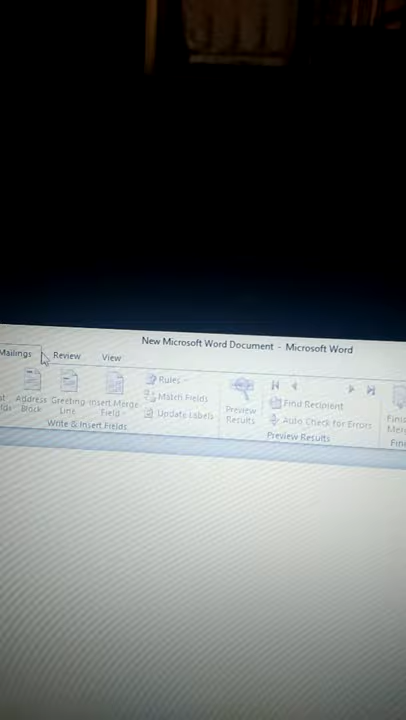 New Microsoft Word Document - Microsoft Word
Mailings Review View
Rules
Match Fields
Update Labels
Address Block
Greeting Line
Insert Merge Field
Write & Insert Fields
Preview Results
Find Recipient
Auto Check for Errors
Preview Results